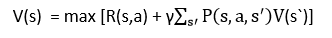 V(s) = max [R(s,a) + γ∑s′ P(s, a, s′)V(s`)]